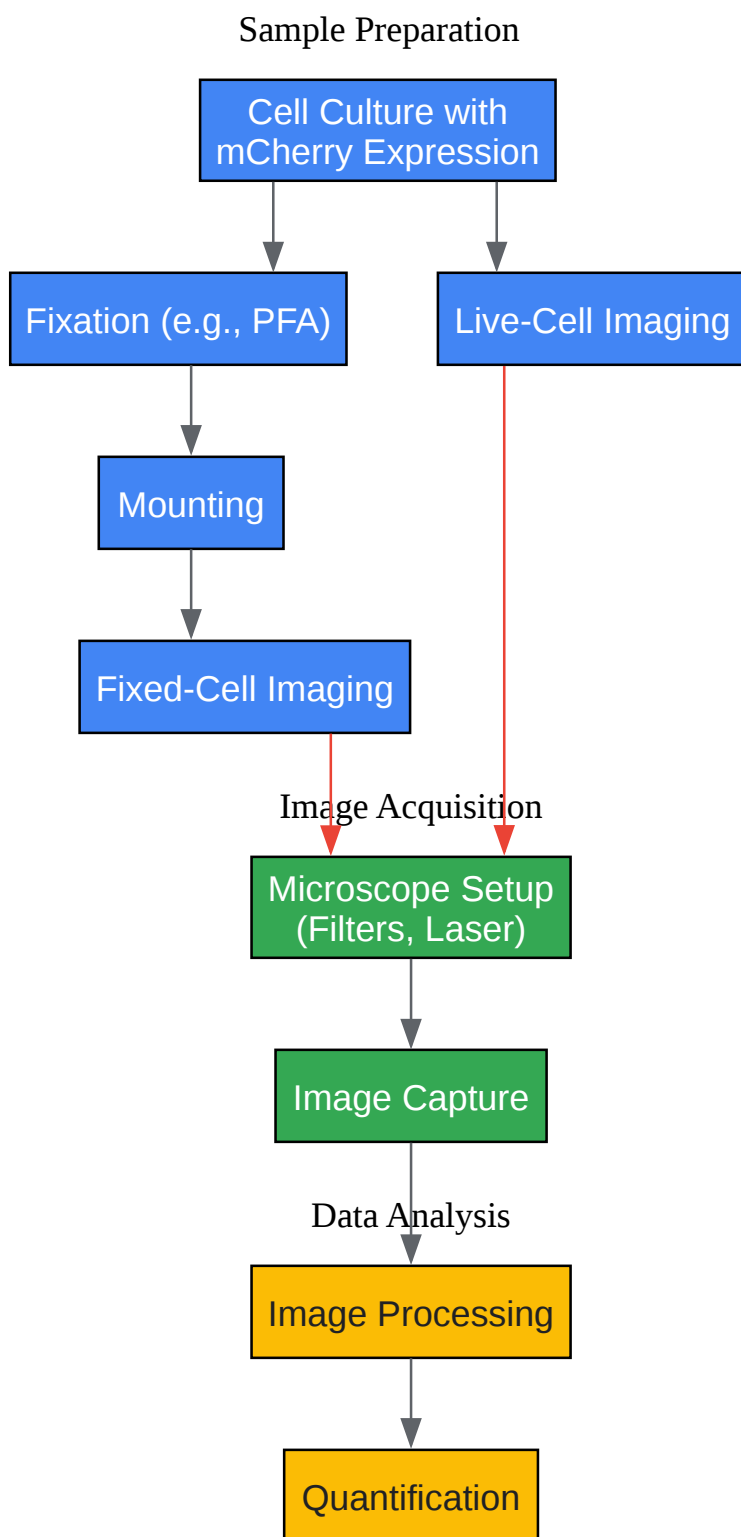 Sample Preparation
Cell Culture with
mCherry Expression
Fixation (e.g., PFA)
Live-Cell Imaging
Mounting
Fixed-Cell Imaging
Image Acquisition
Microscope Setup
(Filters, Laser)
Image Capture
Data Analysis
Image Processing
Quantification